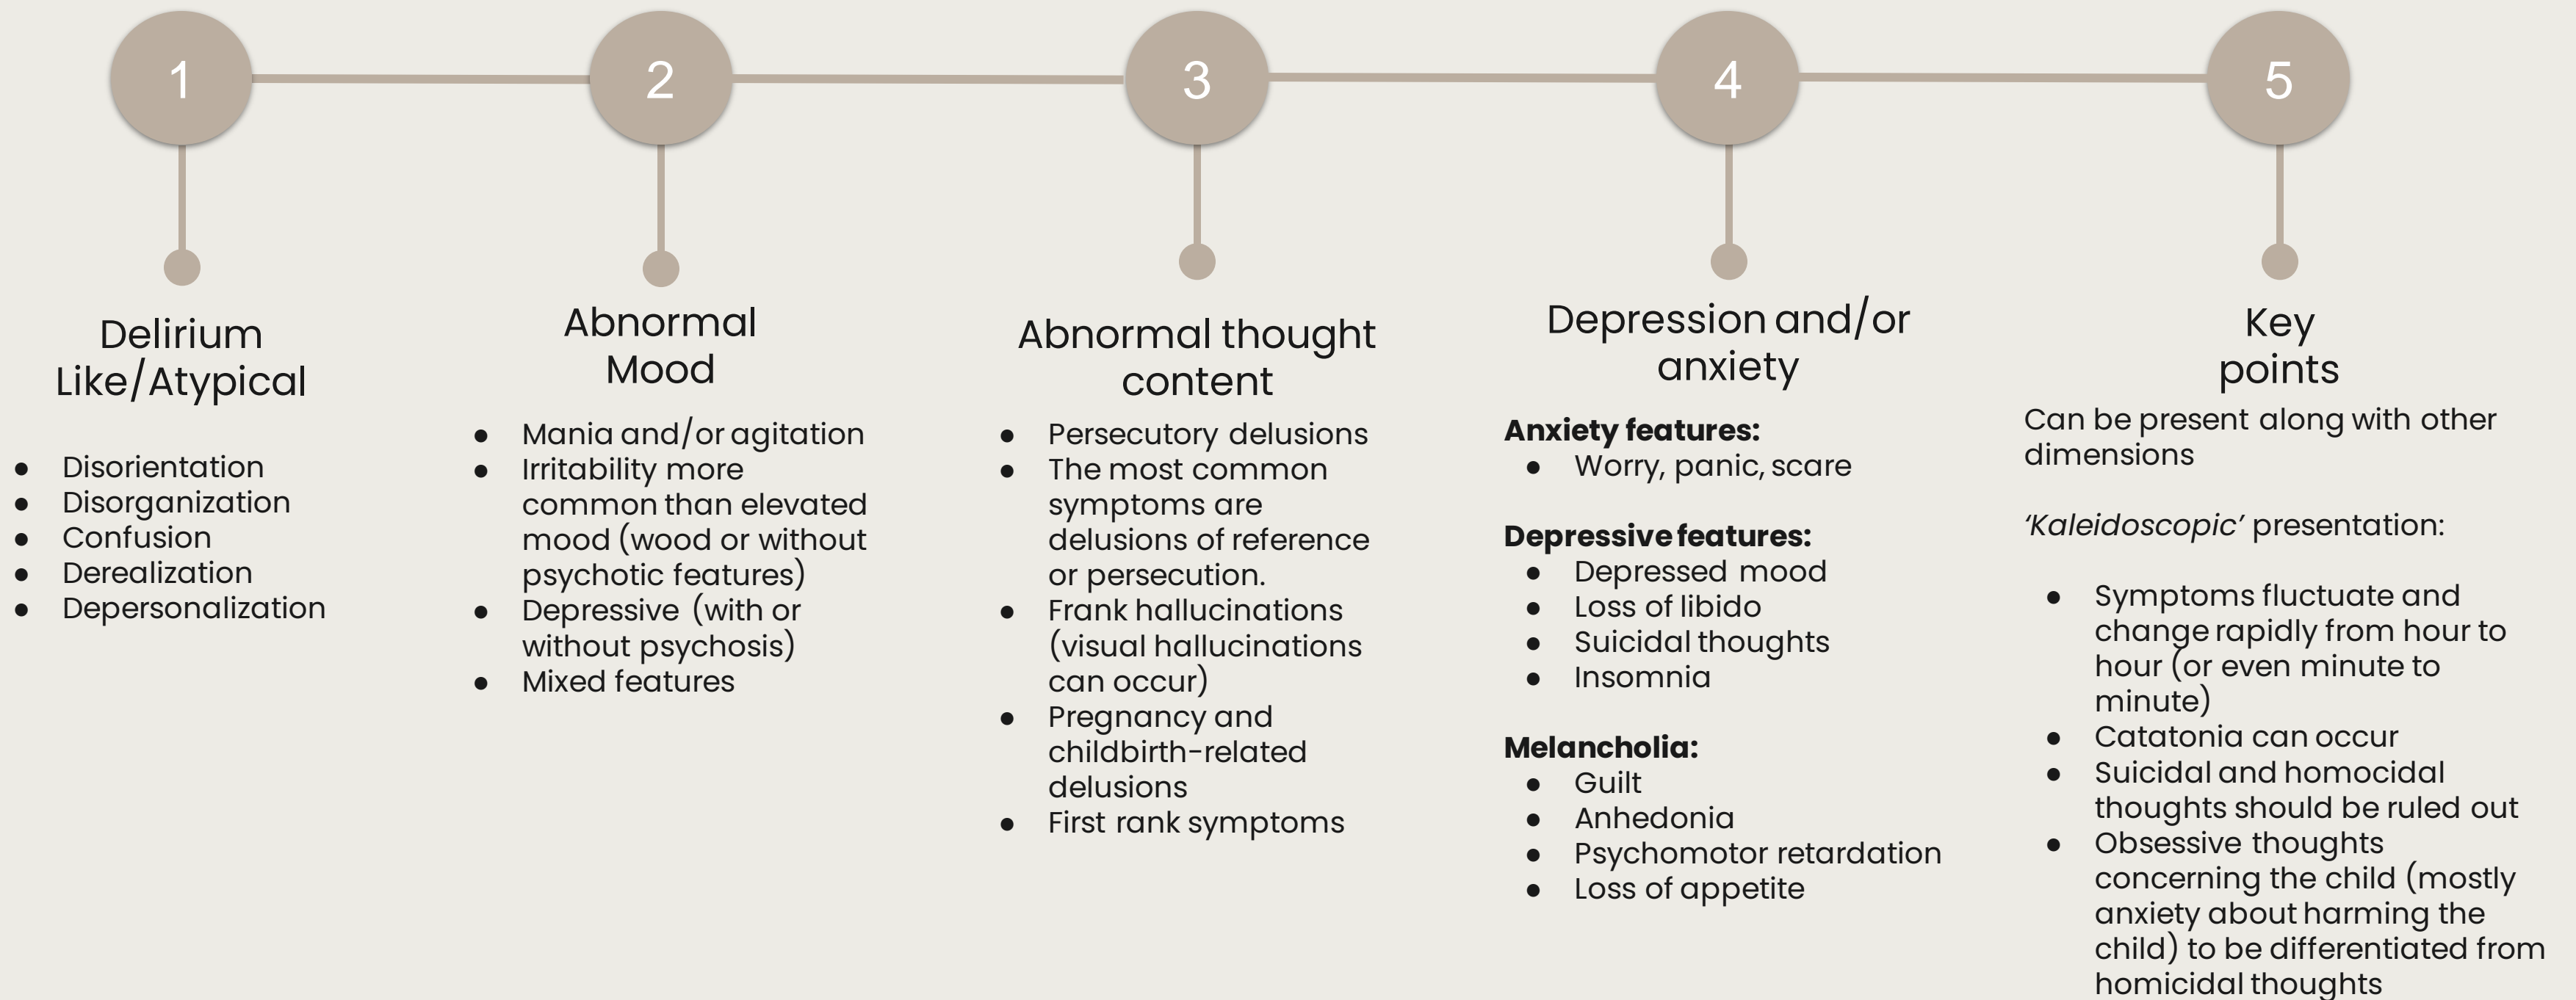 1
2
3
4
5
Delirium
Like/Atypical
● Disorientation
● Disorganization
● Confusion
● Derealization
● Depersonalization
Abnormal
Mood
● Mania and/or agitation
● Irritability more
common than elevated
mood (wood or without
psychotic features)
● Depressive (with or
without psychosis)
● Mixed features
Abnormal thought
content
● Persecutory delusions
● The most common
symptoms are
delusions of reference
or persecution.
● Frank hallucinations
(visual hallucinations
can occur)
● Pregnancy and
childbirth-related
delusions
● First rank symptoms
Depression and/or
anxiety
Anxiety features:
● Worry, panic, scare
Depressive features:
● Depressed mood
● Loss of libido
● Suicidal thoughts
● Insomnia
Melancholia:
● Guilt
● Anhedonia
● Psychomotor retardation
● Loss of appetite
Key
points
Can be present along with other
dimensions
‘Kaleidoscopic’ presentation:
● Symptoms fluctuate and
change rapidly from hour to
hour (or even minute to
minute)
● Catatonia can occur
● Suicidal and homocidal
thoughts should be ruled out
● Obsessive thoughts
concerning the child (mostly
anxiety about harming the
child) to be differentiated from
homicidal thoughts